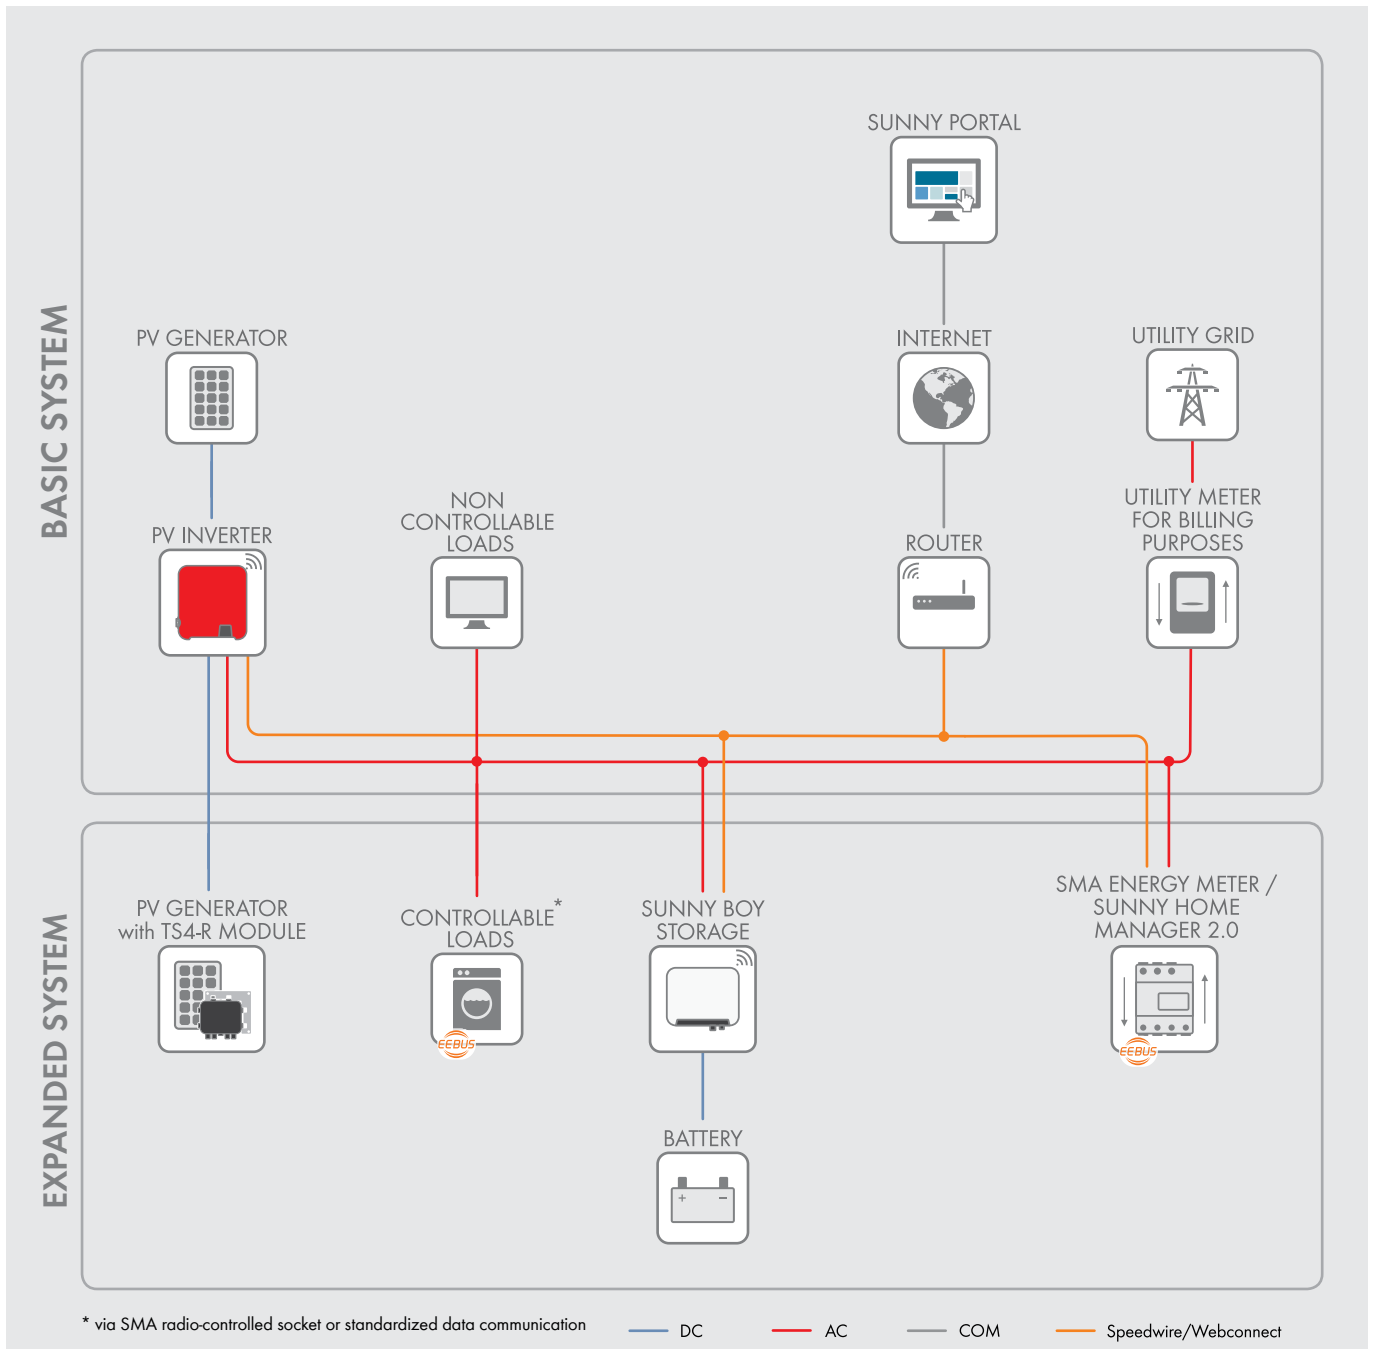 BASIC SYSTEM
SUNNY PORTAL
PV GENERATOR
INTERNET
UTILITY GRID
NON
CONTROLLABLE
LOADS
UTILITY METER
FOR BILLING
PURPOSES
PV INVERTER
ROUTER
EXPANDED SYSTEM
PV GENERATOR
with TS4-R MODULE
CONTROLLABLE*
LOADS
EEBUS
SUNNY BOY
STORAGE
SMA ENERGY METER /
SUNNY HOME
MANAGER 2.0
EEBUS
BATTERY
+ −
* via SMA radio-controlled socket or standardized data communication
DC
AC
COM
Speedwire/Webconnect